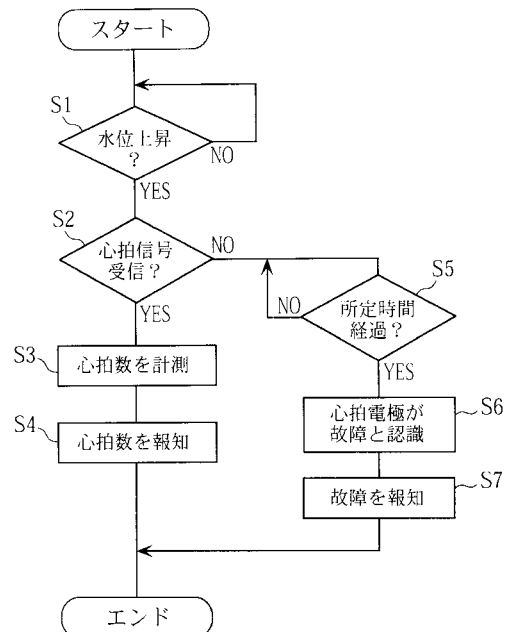 スタート
S1
水位上昇
?
NO
YES
S2
心拍信号
受信?
NO
YES
S5
所定時間
経過?
NO
YES
S3
心拍数を計測
S4
心拍数を報知
S6
心拍電極が
故障と認識
S7
故障を報知
エンド